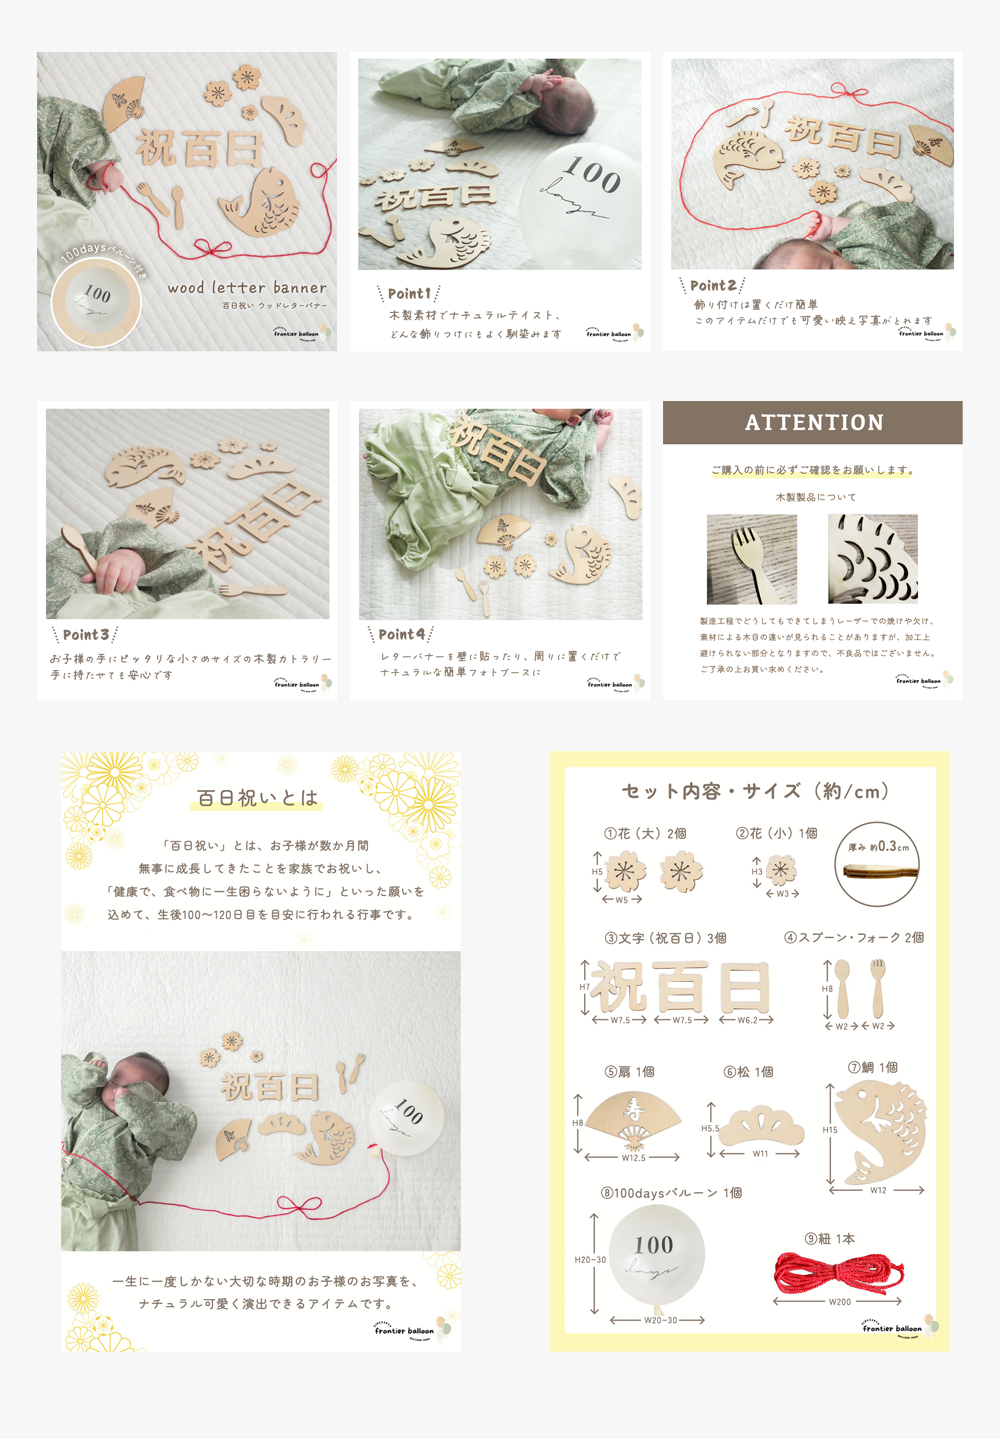 寿
祝百日
100daysバルーン付き
100
days
wood letter banner
百日祝い ウッドレターバナー
frontier balloon
100
days
祝百日
Point1
木製素材でナチュラルテイスト、
どんな飾りつけにもよく馴染みます
frontier balloon
祝百日
Point2
飾り付けは置くだけ簡単
このアイテムだけでも可愛い映え写真がとれます
frontier balloon
祝百日
Point3
お子様の手にピッタリな小さめサイズの木製カトラリー
手に持たせても安心です
frontier balloon
祝百日
寿
Point4
レターバナーを壁に貼ったり、周りに置くだけで
ナチュラルな簡単フォトブースに
frontier balloon
ATTENTION
ご購入の前に必ずご確認をお願いします。
木製製品について
製造工程でどうしてもできてしまうレーザーでの焼けや欠け、
素材による木目の違いが見られることがありますが、加工上
避けられない部分となりますので、不良品ではございません。
ご了承の上お買い求めください。
frontier balloon
百日祝いとは
「百日祝い」とは、お子様が数か月間
無事に成長してきたことを家族でお祝いし、
「健康で、食べ物に一生困らないように」といった願いを
込めて、生後100〜120日目を目安に行われる行事です。
祝百日
100
days
一生に一度しかない大切な時期のお子様のお写真を、
ナチュラル可愛く演出できるアイテムです。
frontier balloon
セット内容・サイズ（約/cm）
①花（大）2個
②花（小）1個
厚み 約0.3cm
H5
W5
H3
W3
③文字（祝百日）3個
④スプーン・フォーク 2個
祝百日
H7
W7.5
W7.5
W6.2
H8
W2
W2
⑤扇 1個
⑥松 1個
⑦鯛 1個
寿
H8
W12.5
H5.5
W11
H15
W12
⑧100daysバルーン 1個
100
days
H20~30
W20~30
⑨紐 1本
W200
frontier balloon